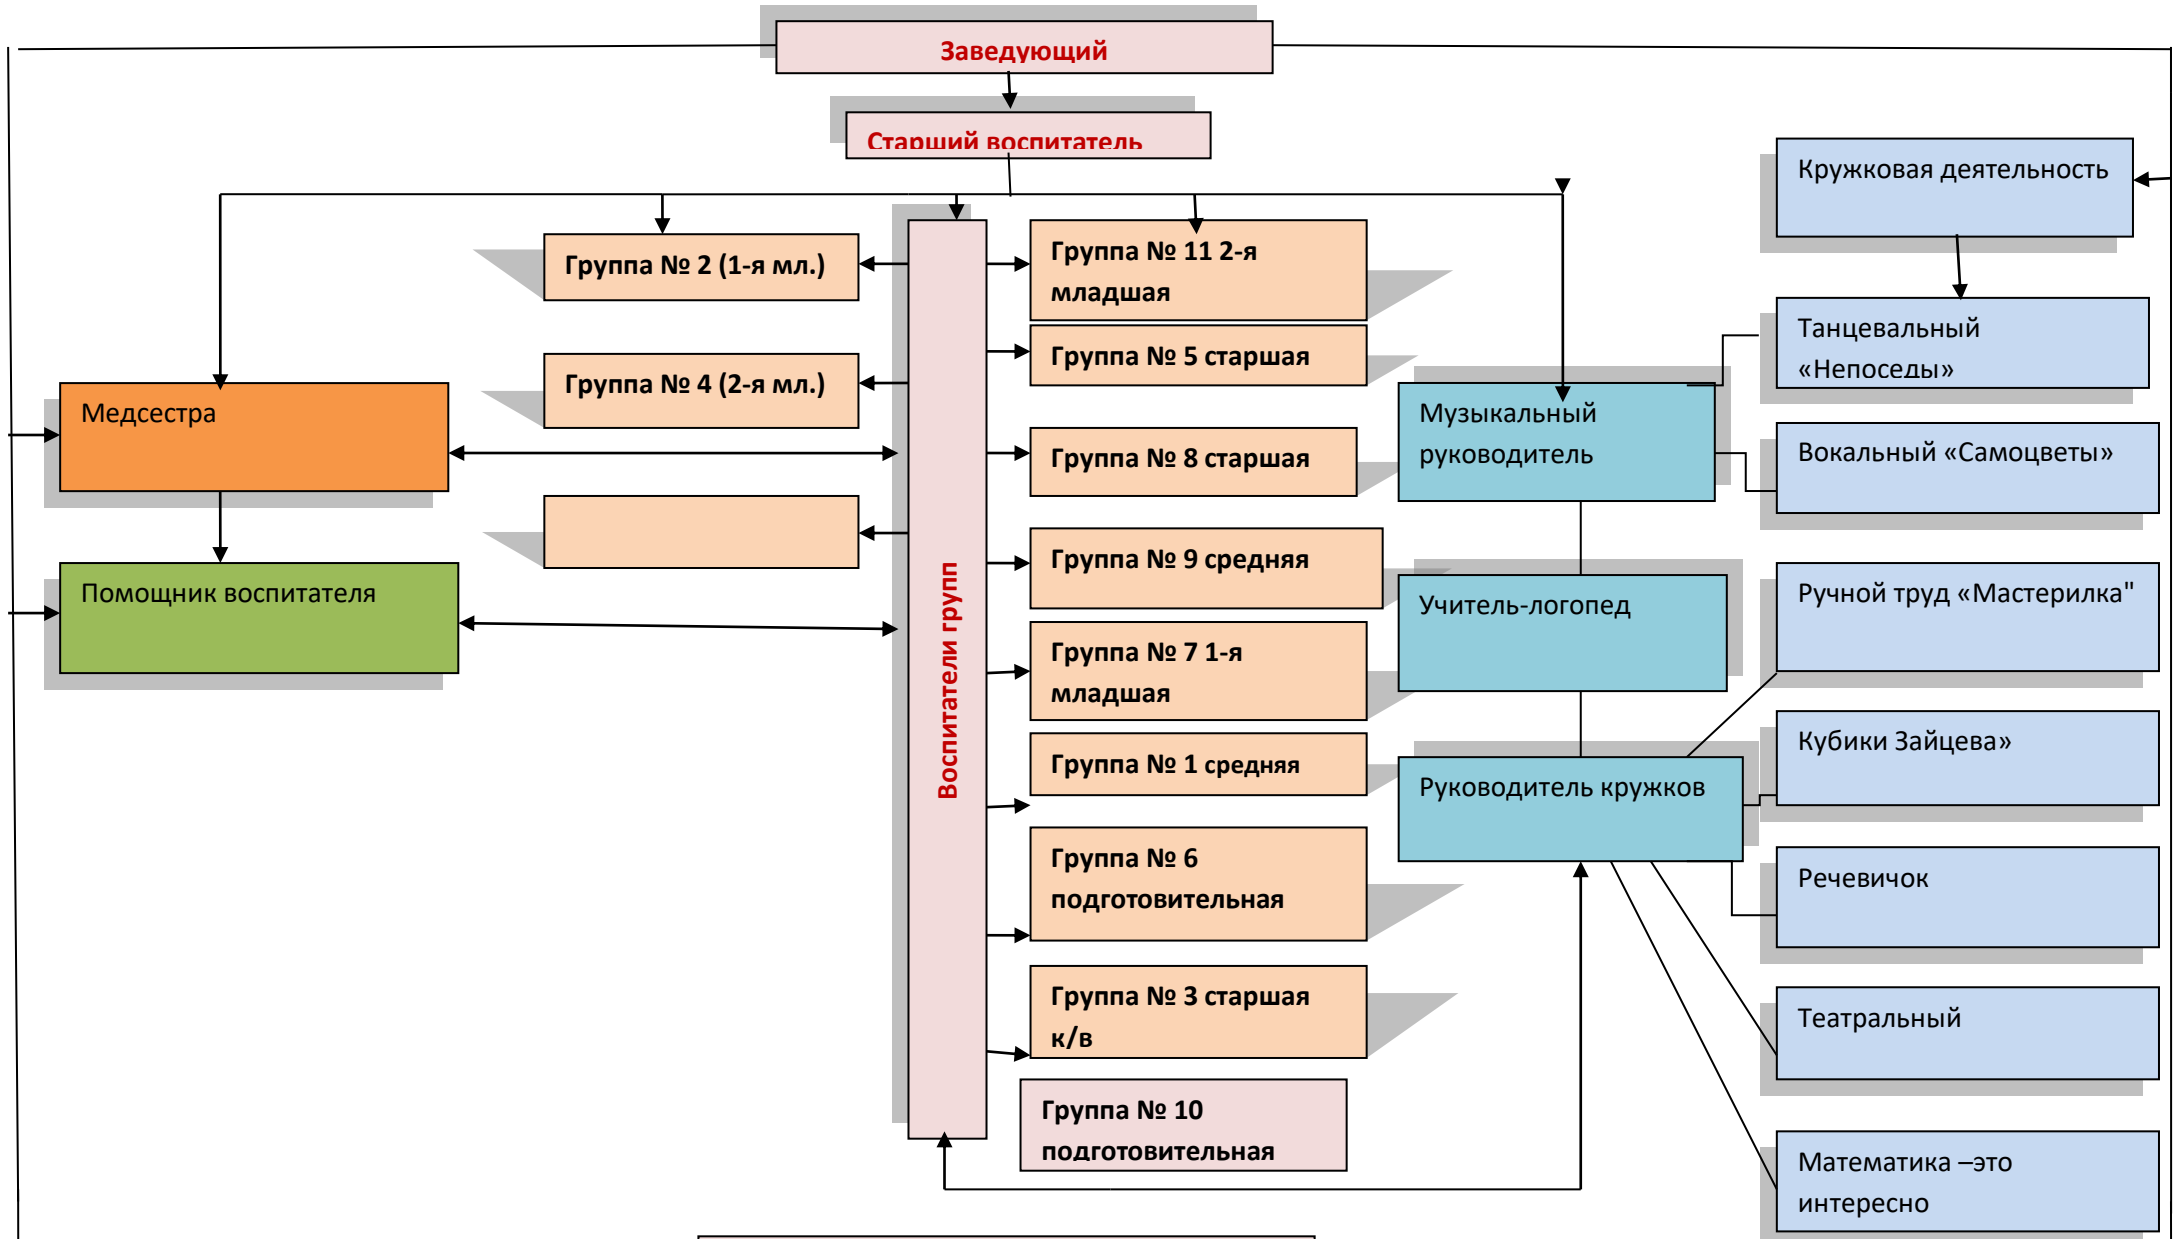 Заведующий
Старший воспитатель
Кружковая деятельность
Группа № 2 (1-я мл.)
Группа № 11 2-я
младшая
Танцевальный
«Непоседы»
Группа № 5 старшая
Группа № 4 (2-я мл.)
Медсестра
Музыкальный
руководитель
Группа № 8 старшая
Вокальный «Самоцветы»
Группа № 9 средняя
Помощник воспитателя
Воспитатели групп
Учитель-логопед
Ручной труд «Мастерилка"
Группа № 7 1-я
младшая
Группа № 1 средняя
Руководитель кружков
Кубики Зайцева»
Группа № 6
подготовительная
Речевичок
Группа № 3 старшая
к/в
Театральный
Группа № 10
подготовительная
Математика –это
интересно